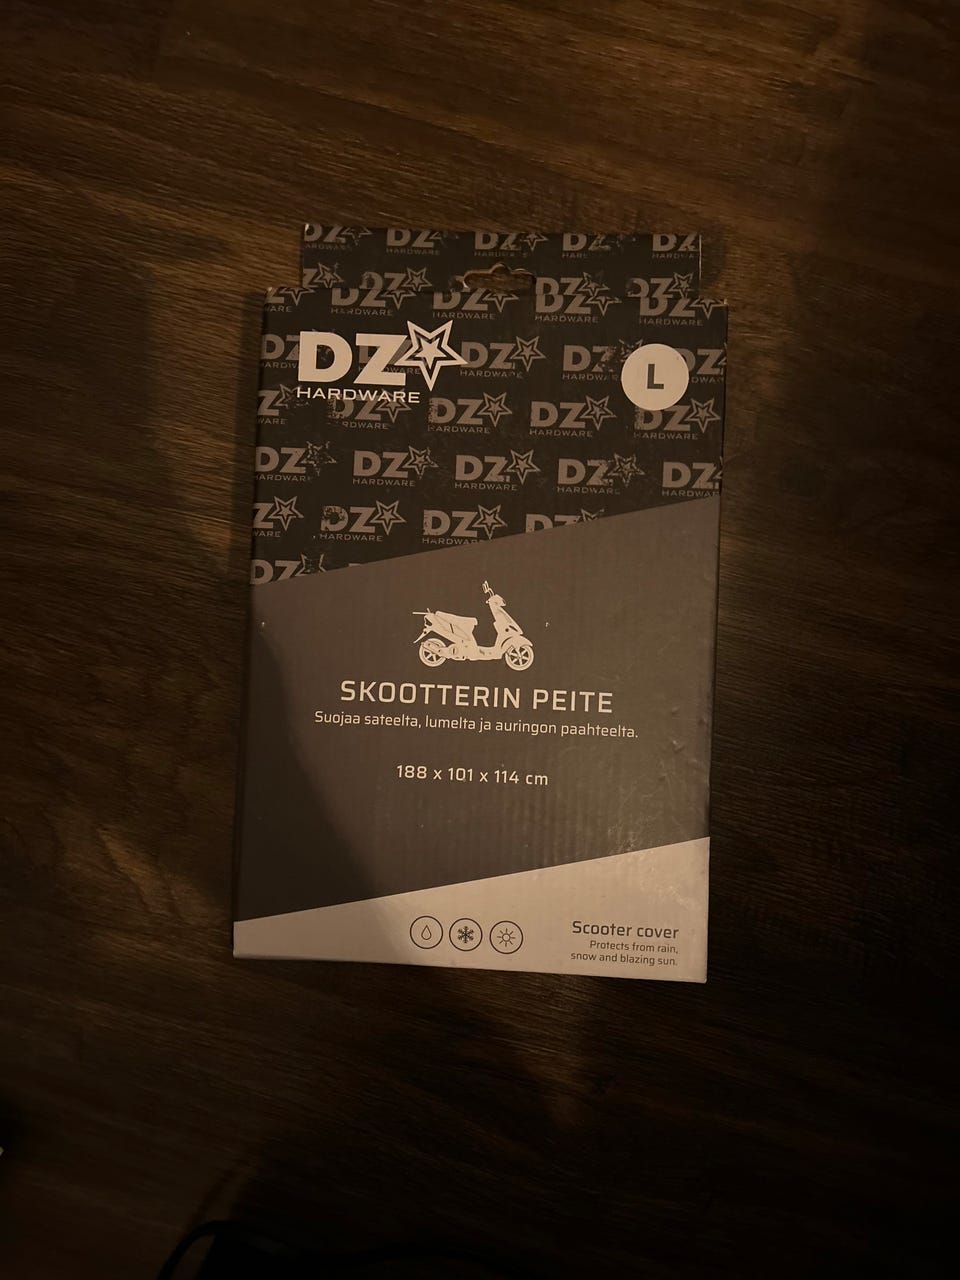 DZ
HARDWARE
L
SKOOTTERIN PEITE
Suojaa sateelta, lumelta ja auringon paahteelta.
188 x 101 x 114 cm
Scooter cover
Protects from rain,
snow and blazing sun.